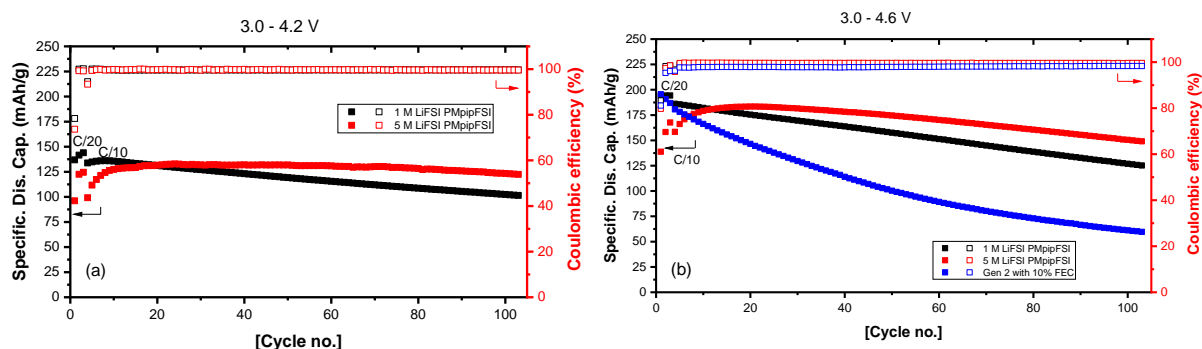 3.0 - 4.2 V
250
225
200
175
150
125
100
75
50
25
0
Specific. Dis. Cap. (mAh/g)
C/20
C/10
1 M LiFSI PMpipFSI
5 M LiFSI PMpipFSI
(a)
100
80
60
40
20
0
Coulombic efficiency (%)
0 20 40 60 80 100
[Cycle no.]
3.0 - 4.6 V
250
225
200
175
150
125
100
75
50
25
0
Specific. Dis. Cap. (mAh/g)
C/20
C/10
1 M LiFSI PMpipFSI
5 M LiFSI PMpipFSI
Gen 2 with 10% FEC
(b)
100
80
60
40
20
0
Coulombic efficiency (%)
0 20 40 60 80 100
[Cycle no.]